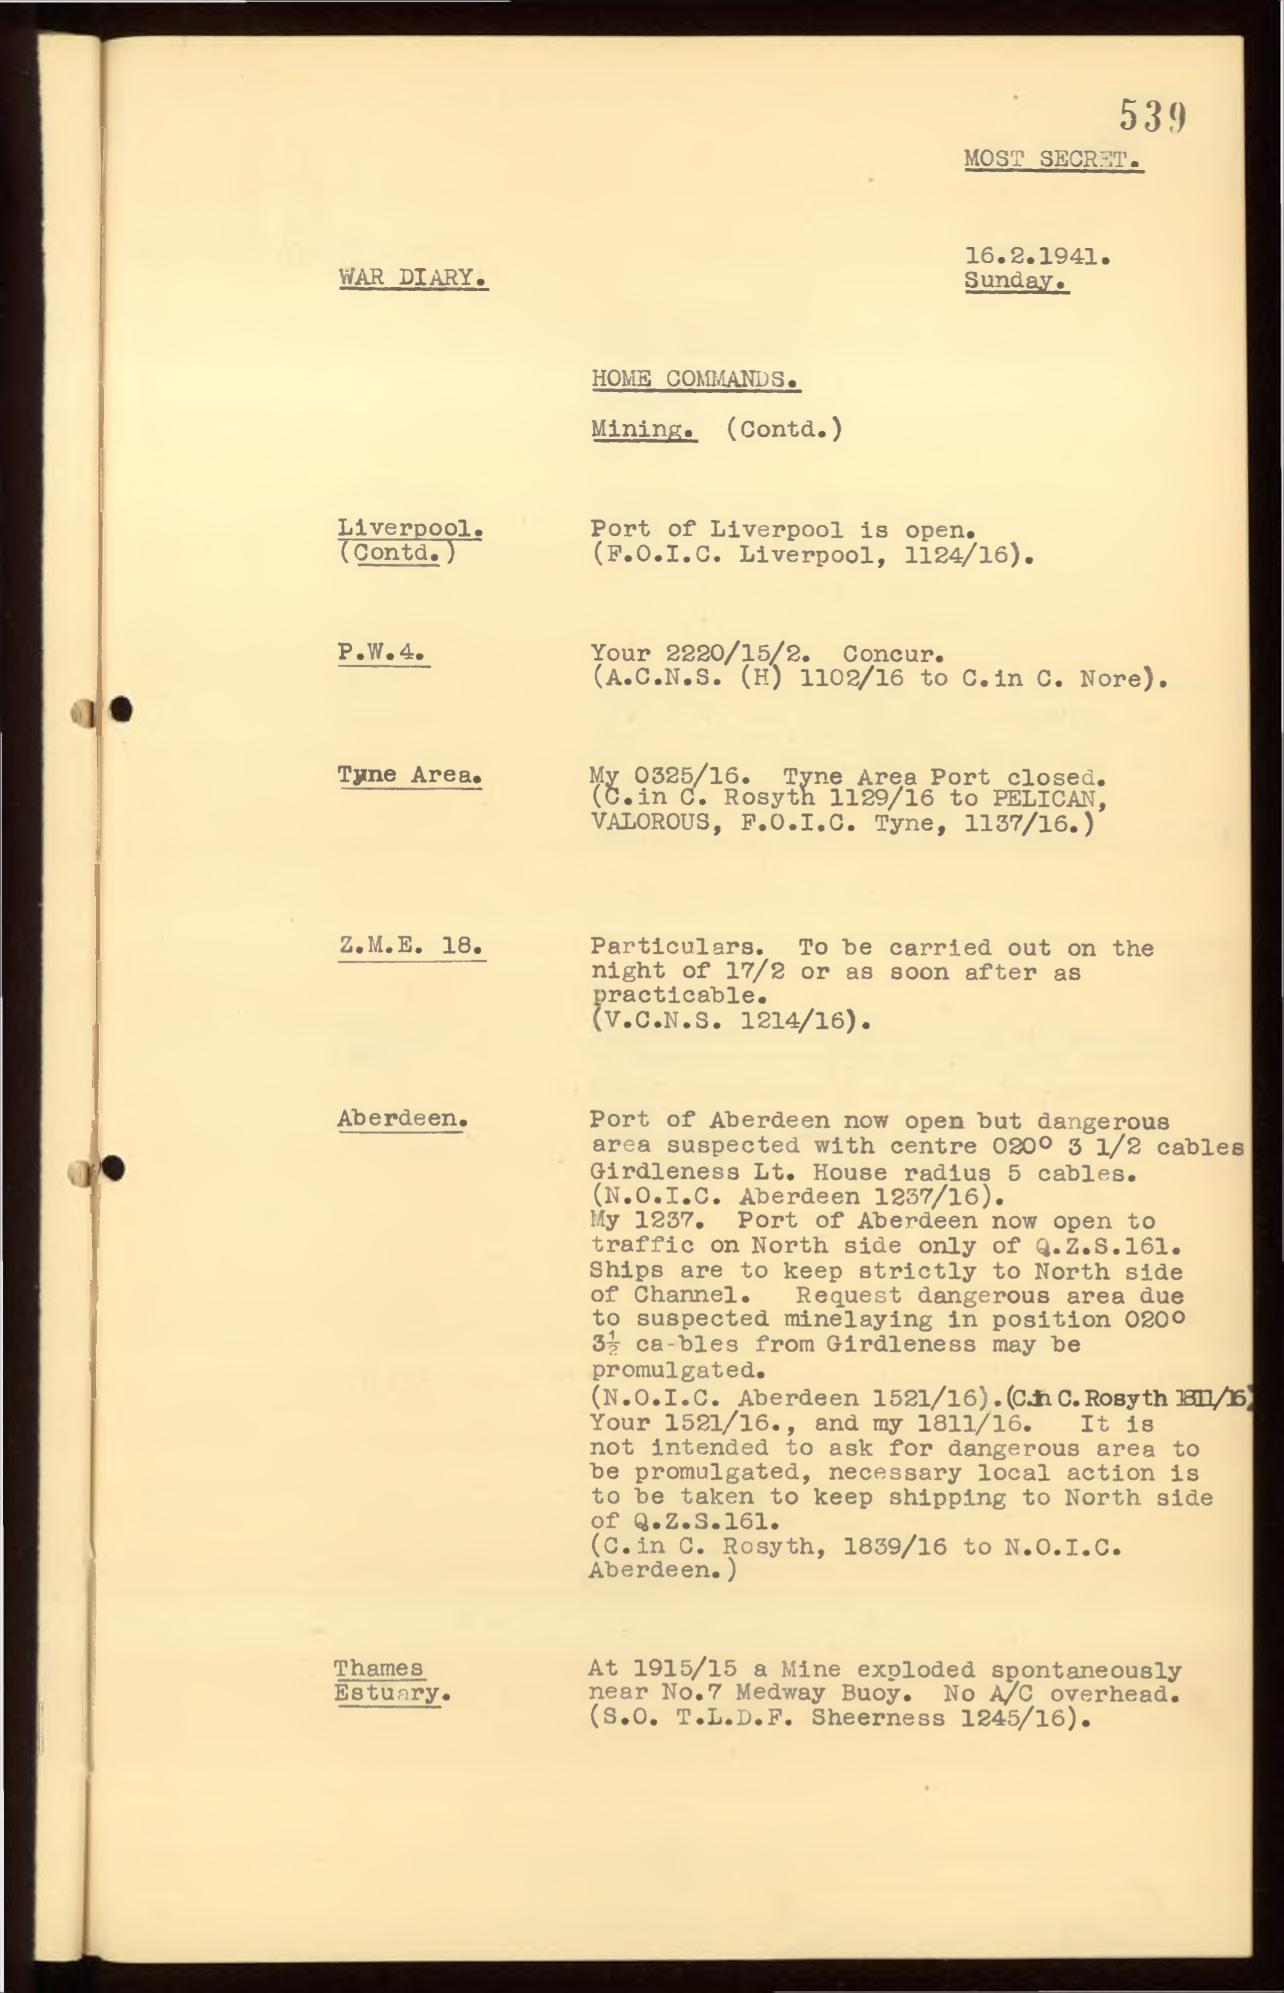 539
MOST SECRET.
16.2.1941.
WAR DIARY.
Sunday.
HOME COMMANDS.
Mining. (Contd.)
Liverpool. Port of Liverpool is open.
(Contd.) (F.O.I.C. Liverpool, 1124/16).
P.W.4. Your 2220/15/2. Concur.
(A.C.N.S. (H) 1102/16 to C.in C. Nore).
Tyne Area. My 0325/16. Tyne Area Port closed.
(C.in C. Rosyth 1129/16 to PELICAN,
VALOROUS, F.O.I.C. Tyne, 1137/16.)
Z.M.E. 18. Particulars. To be carried out on the
night of 17/2 or as soon after as
practicable.
(V.C.N.S. 1214/16).
Aberdeen. Port of Aberdeen now open but dangerous
area suspected with centre 020° 3 1/2 cables
Girdleness Lt. House radius 5 cables.
(N.O.I.C. Aberdeen 1237/16).
My 1237. Port of Aberdeen now open to
traffic on North side only of Q.Z.S.161.
Ships are to keep strictly to North side
of Channel. Request dangerous area due
to suspected minelaying in position 020°
3½ ca-bles from Girdleness may be
promulgated.
(N.O.I.C. Aberdeen 1521/16).(C.in C. Rosyth 1811/16)
Your 1521/16., and my 1811/16. It is
not intended to ask for dangerous area to
be promulgated, necessary local action is
to be taken to keep shipping to North side
of Q.Z.S.161.
(C.in C. Rosyth, 1839/16 to N.O.I.C.
Aberdeen.)
Thames At 1915/15 a Mine exploded spontaneously
Estuary. near No.7 Medway Buoy. No A/C overhead.
(S.O. T.L.D.F. Sheerness 1245/16).